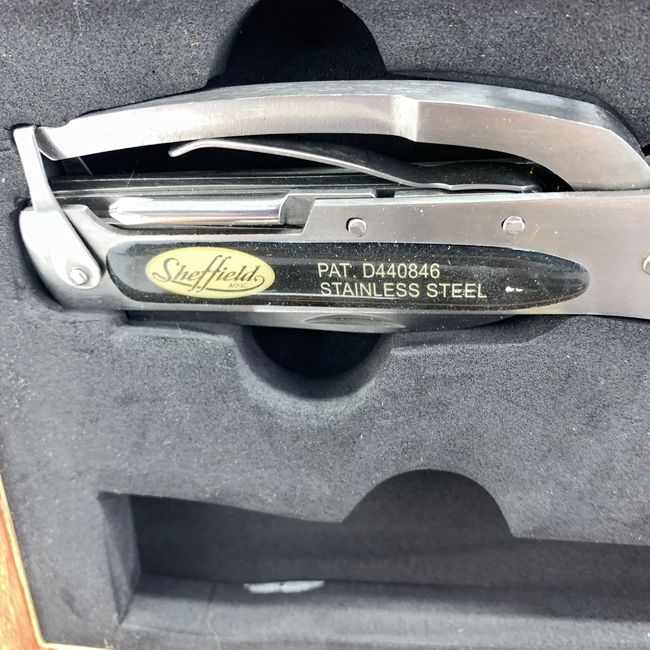 Sheffield
MFG.
PAT. D440846
STAINLESS STEEL